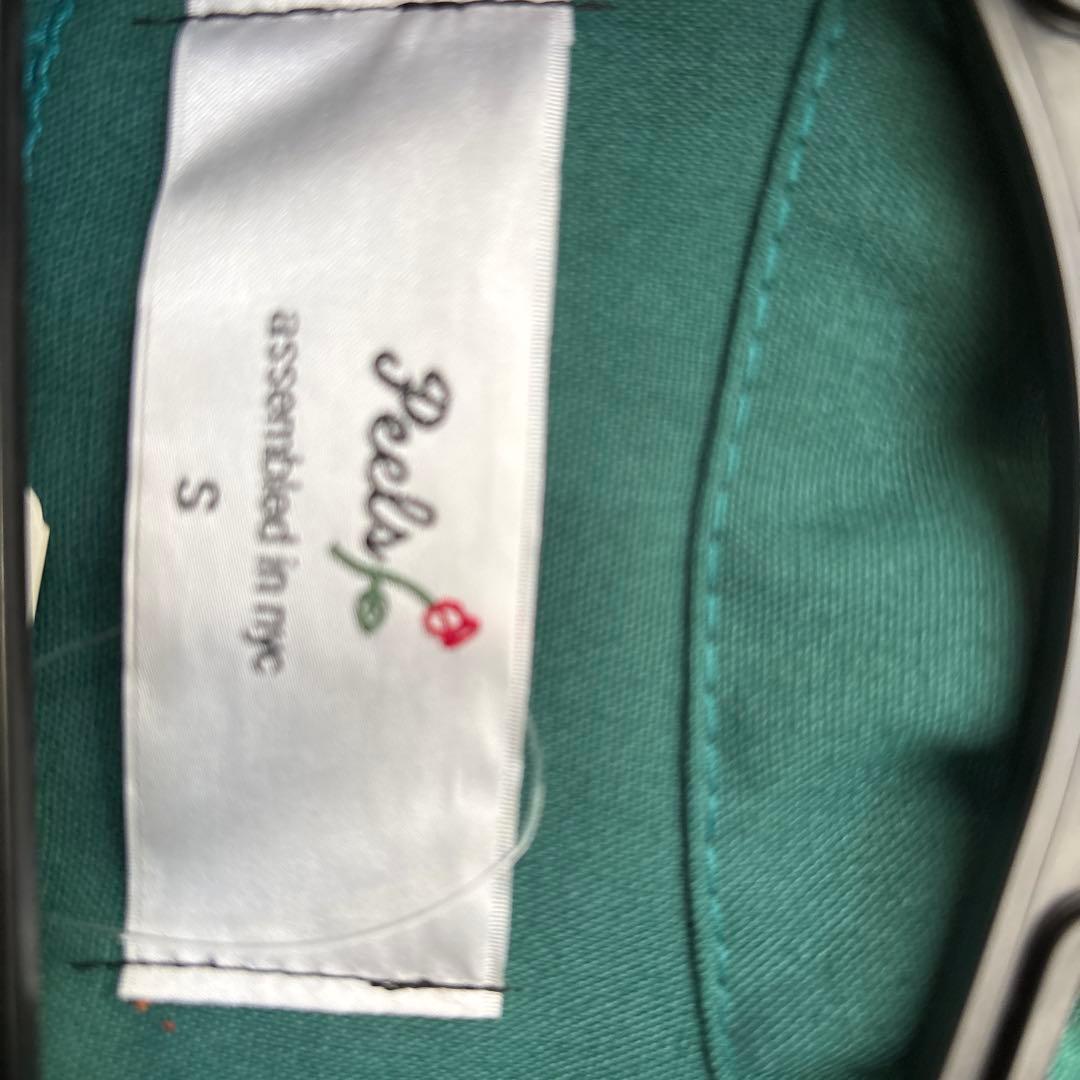 Peels
assembled in nyc
S